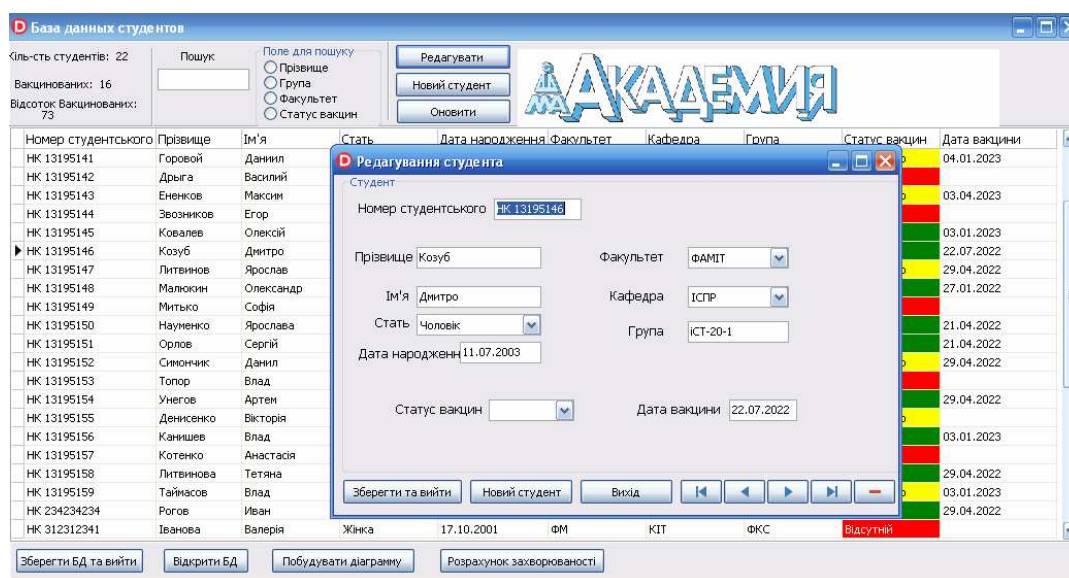 База данных студентов
Кіль-сть студентів: 22
Вакцинованих: 16
Відсоток Вакцинованих:
73
Пошук
Поле для пошуку
Прізвище
Група
Факультет
Статус вакцин
Редагувати
Новий студент
Оновити
АКАДЕМИЯ
Номер студентського Прізвище Ім'я Стать Дата народження Факультет Кафедра Група Статус вакцин Дата вакцини
НК 13195141 Горовой Даниил 04.01.2023
НК 13195142 Дрыга Василий
НК 13195143 Ененков Максим 03.04.2023
НК 13195144 Звозников Егор
НК 13195145 Ковалев Олексій 03.01.2023
НК 13195146 Козуб Дмитро 22.07.2022
НК 13195147 Литвинов Ярослав 29.04.2022
НК 13195148 Малюкин Олександр 27.01.2022
НК 13195149 Митько Софія
НК 13195150 Науменко Ярослава 21.04.2022
НК 13195151 Орлов Сергій 21.04.2022
НК 13195152 Симончик Данил 29.04.2022
НК 13195153 Топор Влад
НК 13195154 Унегов Артем 29.04.2022
НК 13195155 Денисенко Вікторія
НК 13195156 Канишев Влад 03.01.2023
НК 13195157 Котенко Анастасія
НК 13195158 Литвинова Тетяна 29.04.2022
НК 13195159 Таймасов Влад 03.01.2023
НК 234234234 Рогов Иван 29.04.2022
НК 312312341 Іванова Валерія Жінка 17.10.2001 ФМ КІТ ФКС Відсутній
Редагування студента
Студент
Номер студентського НК 13195146
Прізвище Козуб Факультет ФАМІТ
Ім'я Дмитро Кафедра ІСПР
Стать Чоловік Група іСТ-20-1
Дата народженн 11.07.2003
Статус вакцин Дата вакцини 22.07.2022
Зберегти та вийти Новий студент Вихід
Зберегти БД та вийти Відкрити БД Побудувати діаграмму Розрахунок захворюваності